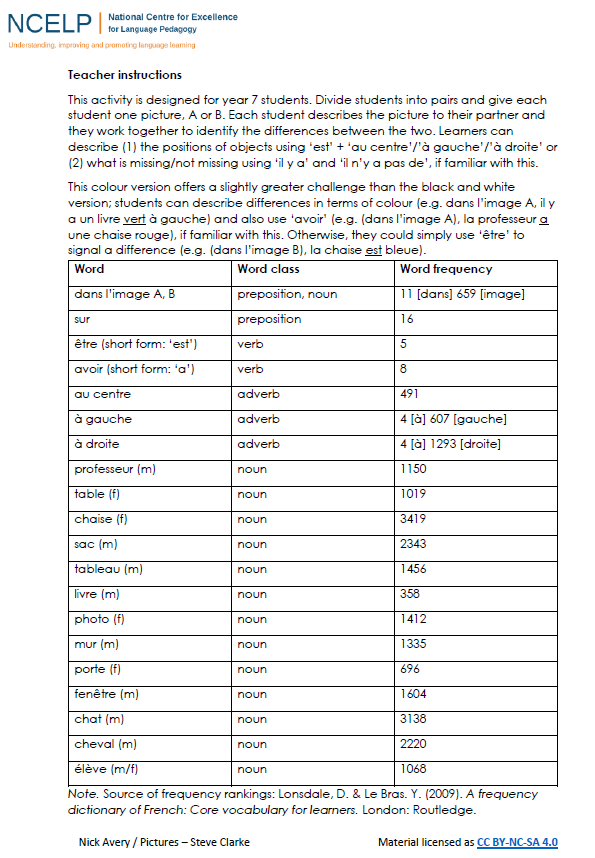 NCELP | National Centre for Excellence
for Language Pedagogy
Understanding, improving and promoting language learning
Teacher instructions
This activity is designed for year 7 students. Divide students into pairs and give each
student one picture, A or B. Each student describes the picture to their partner and
they work together to identify the differences between the two. Learners can
describe (1) the positions of objects using ‘est’ + ‘au centre’/‘à gauche’/‘à droite’ or
(2) what is missing/not missing using ‘il y a’ and ‘il n’y a pas de’, if familiar with this.
This colour version offers a slightly greater challenge than the black and white
version; students can describe differences in terms of colour (e.g. dans l’image A, il y
a un livre vert à gauche) and also use ‘avoir’ (e.g. (dans l’image A), la professeur a
une chaise rouge), if familiar with this. Otherwise, they could simply use ‘être’ to
signal a difference (e.g. (dans l’image B), la chaise est bleue).
Word Word class Word frequency
dans l’image A, B preposition, noun 11 [dans] 659 [image]
sur preposition 16
être (short form: ‘est’) verb 5
avoir (short form: ‘a’) verb 8
au centre adverb 491
à gauche adverb 4 [à] 607 [gauche]
à droite adverb 4 [à] 1293 [droite]
professeur (m) noun 1150
table (f) noun 1019
chaise (f) noun 3419
sac (m) noun 2343
tableau (m) noun 1456
livre (m) noun 358
photo (f) noun 1412
mur (m) noun 1335
porte (f) noun 696
fenêtre (m) noun 1604
chat (m) noun 3138
cheval (m) noun 2220
élève (m/f) noun 1068
Note. Source of frequency rankings: Lonsdale, D. & Le Bras. Y. (2009). A frequency
dictionary of French: Core vocabulary for learners. London: Routledge.
Nick Avery / Pictures – Steve Clarke Material licensed as CC BY-NC-SA 4.0